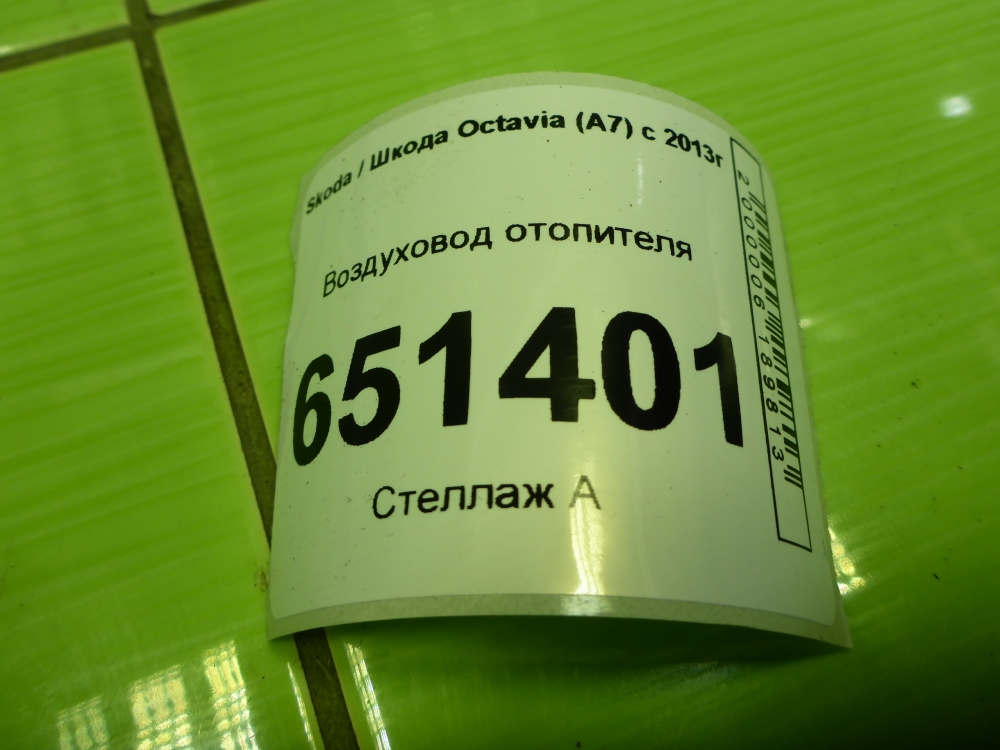 Skoda / Шкода Octavia (A7) с 2013г
Воздуховод отопителя
651401
Стеллаж А
2000006189813